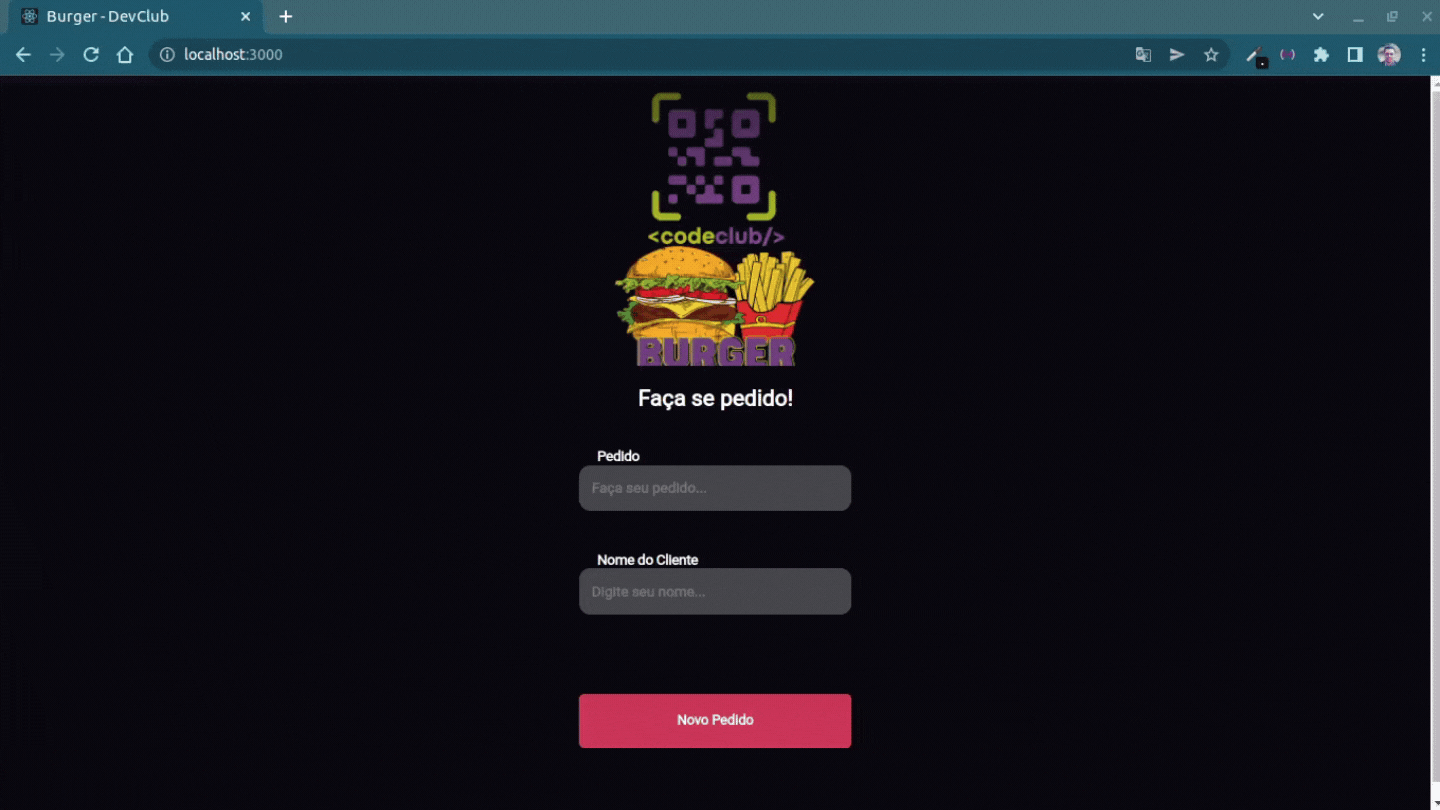 Burger - DevClub
localhost:3000
<codeclub/>
BURGER
Faça se pedido!
Pedido
Faça seu pedido...
Nome do Cliente
Digite seu nome...
Novo Pedido